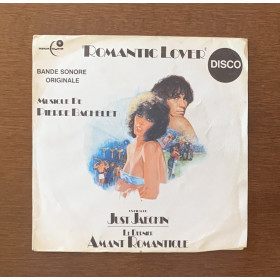 'ROMANTIC LOVER'
DISCO
BANDE SONORE
ORIGINALE
MUSIQUE DE
PIERRE BACHELET
JUST JAECKIN
LE DERNIER
AMANT ROMANTIQUE